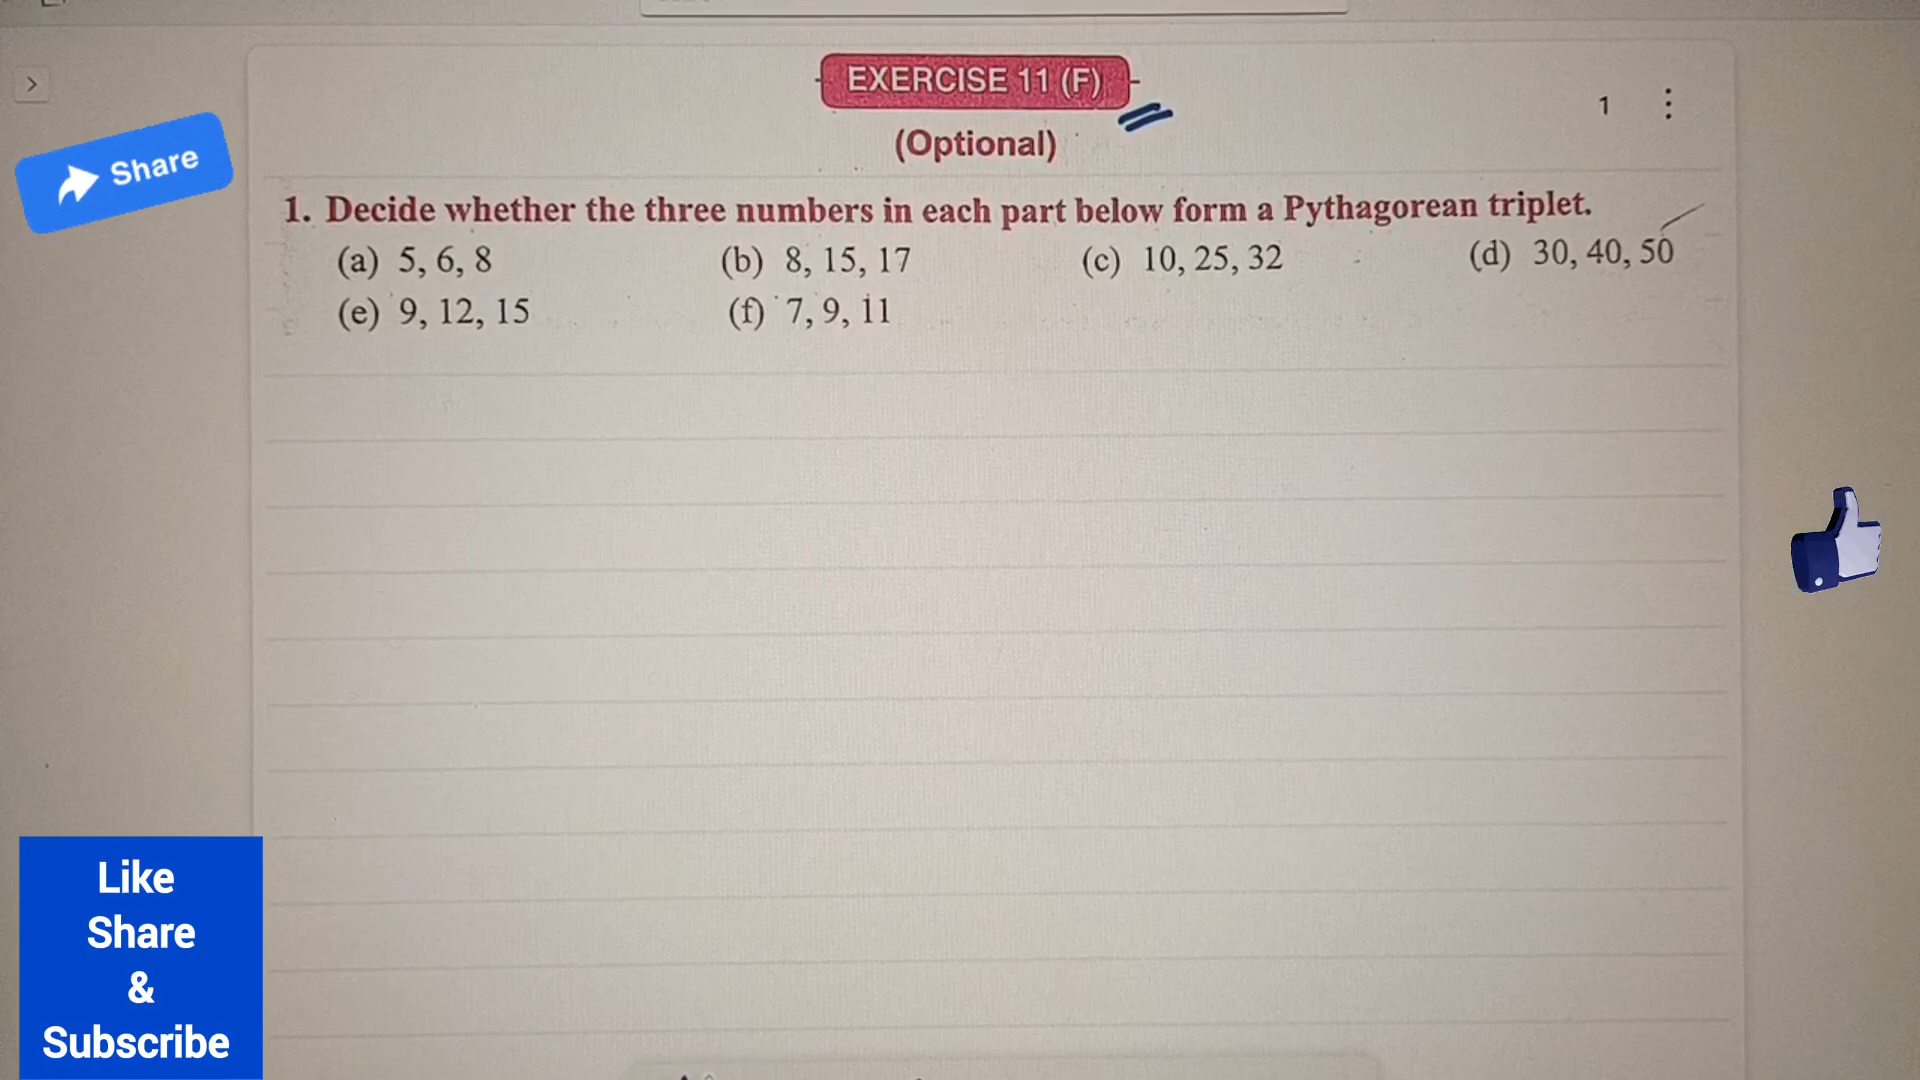 EXERCISE 11 (F)
(Optional)
1
Share
1. Decide whether the three numbers in each part below form a Pythagorean triplet.
(a) 5, 6, 8 (b) 8, 15, 17 (c) 10, 25, 32 (d) 30, 40, 50
(e) 9, 12, 15 (f) 7, 9, 11
Like
Share
&
Subscribe